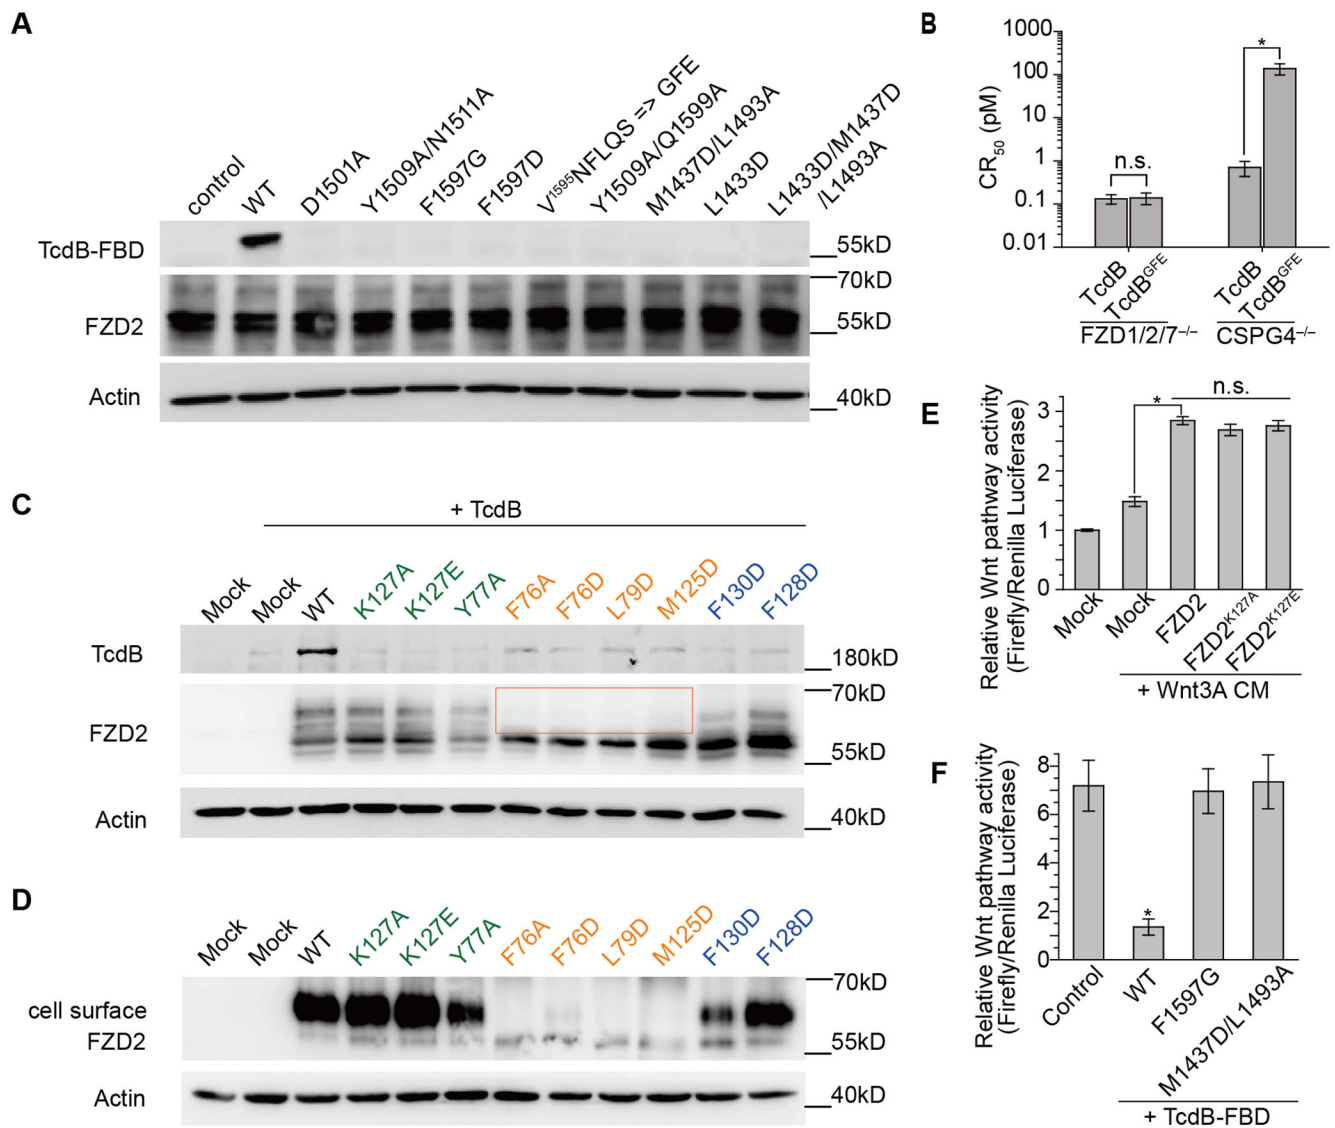 A
control
WT
D1501A
Y1509A/N1511A
F1597G
F1597D
V¹⁵⁹⁵NFLQS => GFE
Y1509A/Q1599A
M1437D/L1493A
L1433D
L1433D/M1437D
/L1493A
TcdB-FBD
55kD
70kD
FZD2
55kD
Actin
40kD
B
CR₅₀ (pM)
1000
100
10
1
0.1
0.01
n.s.
*
TcdB
TcdBᴳᶠᴱ
TcdB
TcdBᴳᶠᴱ
FZD1/2/7⁻/⁻
CSPG4⁻/⁻
C
+ TcdB
Mock
Mock
WT
K127A
K127E
Y77A
F76A
F76D
L79D
M125D
F130D
F128D
TcdB
180kD
70kD
FZD2
55kD
Actin
40kD
D
Mock
Mock
WT
K127A
K127E
Y77A
F76A
F76D
L79D
M125D
F130D
F128D
70kD
cell surface
FZD2
55kD
Actin
40kD
E
Relative Wnt pathway activity
(Firefly/Renilla Luciferase)
3
2
1
0
*
n.s.
Mock
Mock
FZD2
FZD2ᴷ¹²⁷ᴬ
FZD2ᴷ¹²⁷ᴱ
+ Wnt3A CM
F
Relative Wnt pathway activity
(Firefly/Renilla Luciferase)
8
6
4
2
0
*
Control
WT
F1597G
M1437D/L1493A
+ TcdB-FBD